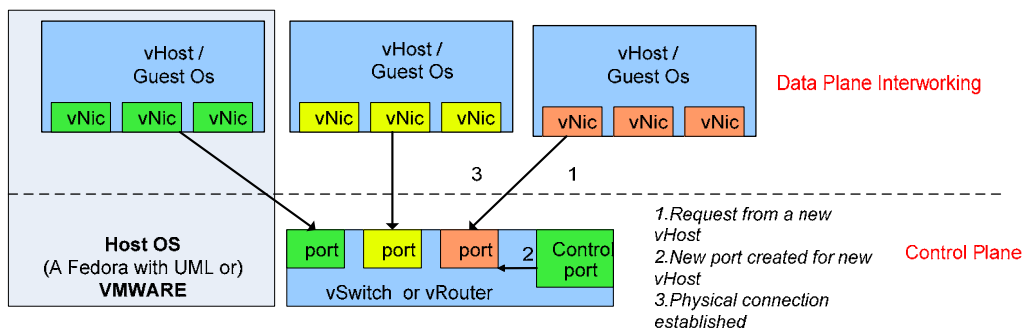 vHost /
Guest Os
vNic
vNic
vNic
vHost /
Guest Os
vNic
vNic
vNic
vHost /
Guest Os
vNic
vNic
vNic
Data Plane Interworking
3
1
Host OS
(A Fedora with UML or)
VMWARE
port
port
port
2
Control
port
vSwitch or vRouter
1.Request from a new
vHost
2.New port created for new
vHost
3.Physical connection
established
Control Plane